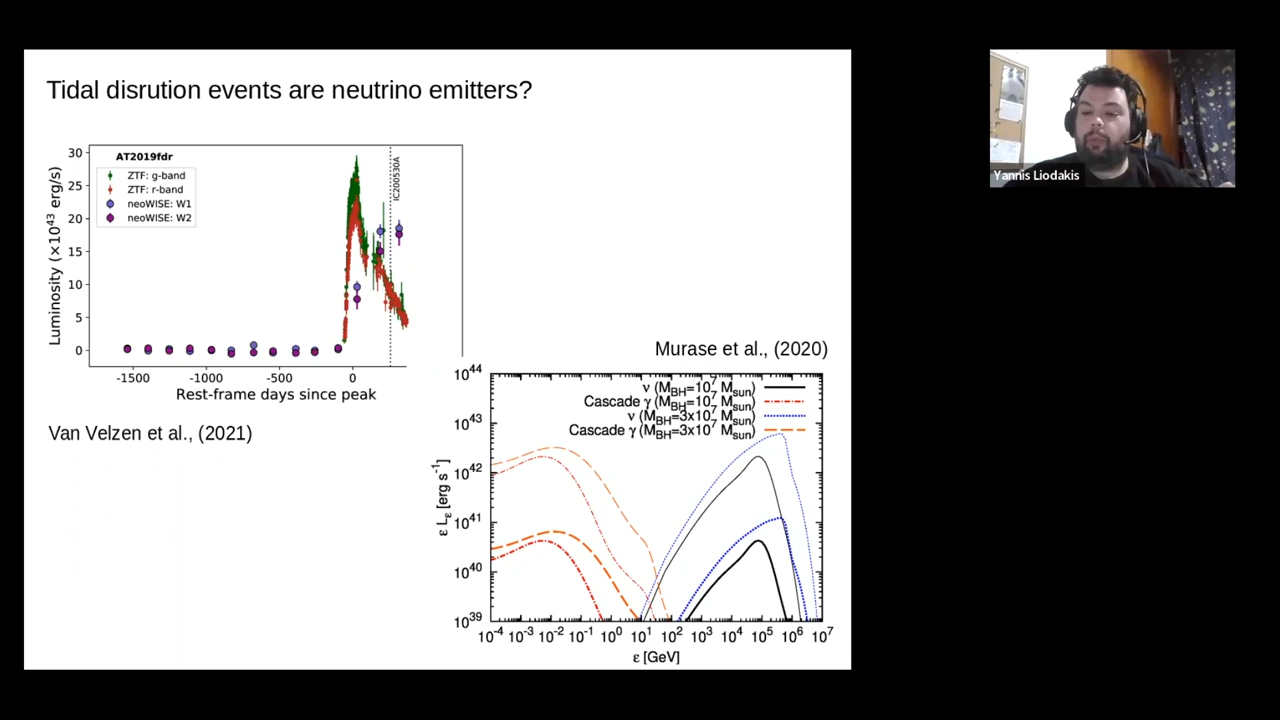 Tidal disrution events are neutrino emitters?
AT2019fdr
ZTF: g-band
ZTF: r-band
neoWISE: W1
neoWISE: W2
IC200530A
Luminosity (×10⁴³ erg/s)
30
25
20
15
10
5
0
-1500 -1000 -500 0
Rest-frame days since peak
Van Velzen et al., (2021)
Murase et al., (2020)
ν (M_BH=10⁷ M_sun)
Cascade γ (M_BH=10⁷ M_sun)
ν (M_BH=3x10⁷ M_sun)
Cascade γ (M_BH=3x10⁷ M_sun)
ε L_ε [erg s⁻¹]
10⁴⁴
10⁴³
10⁴²
10⁴¹
10⁴⁰
10³⁹
10⁻⁴ 10⁻³ 10⁻² 10⁻¹ 10⁰ 10¹ 10² 10³ 10⁴ 10⁵ 10⁶ 10⁷
ε [GeV]
Yannis Liodakis